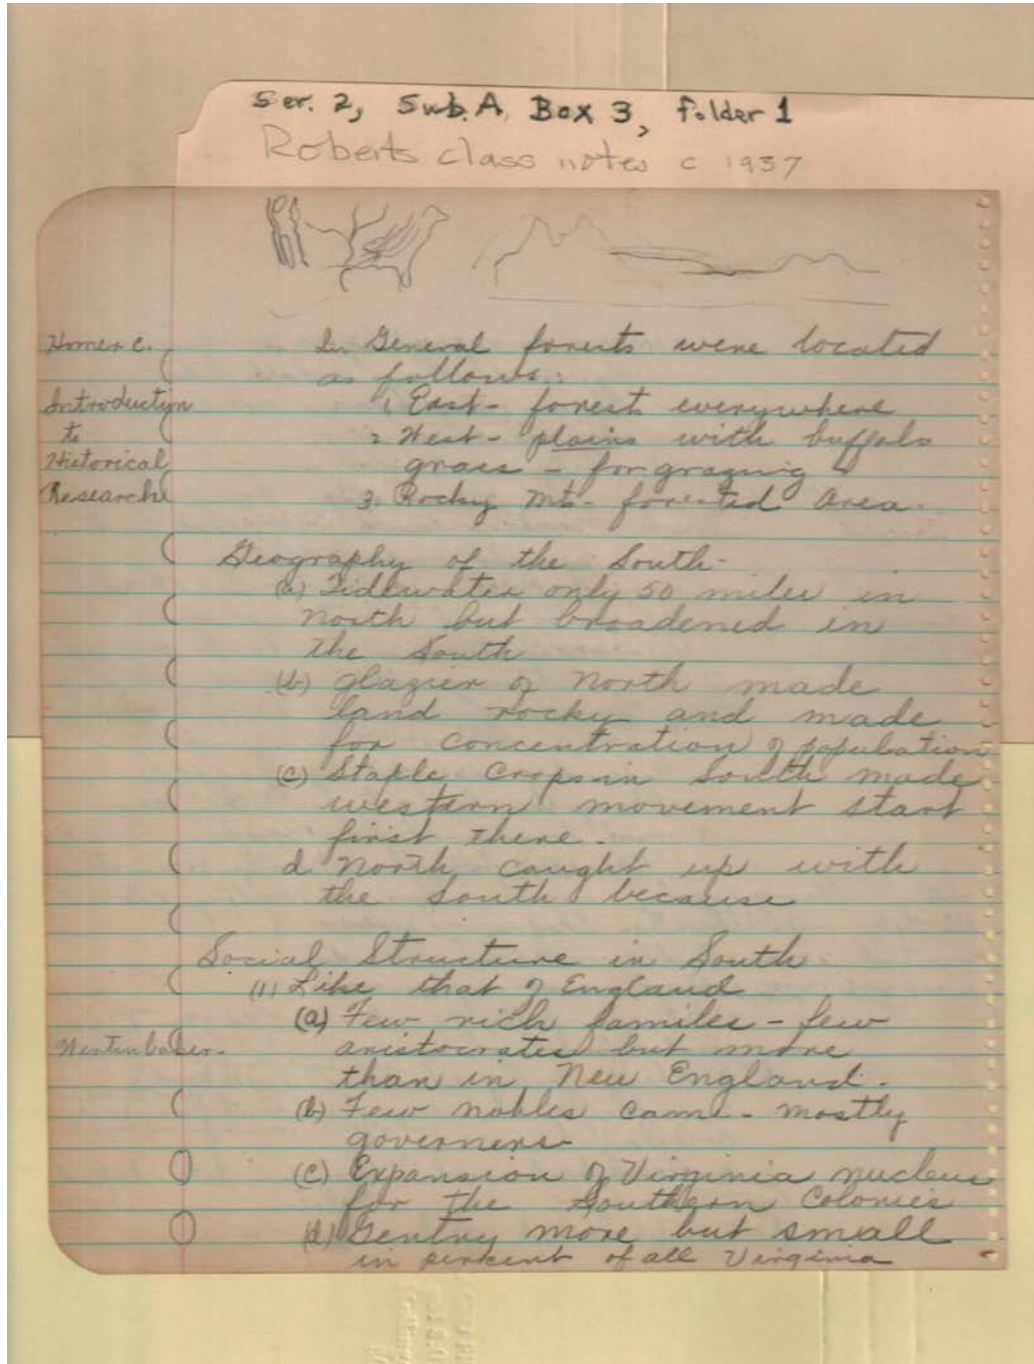 Ser. 2, Sub. A, Box 3, Folder 1
Roberts class notes c 1937
Homer C.
Introduction
to
Historical
Research
b. General forests were located
as follows:
1. East - forest everywhere
2 West - plains with buffalo
grass - for grazing
3. Rocky Mts - forested Area.
Geography of the South -
(a) Tidewater only 50 miles in
North but broadened in
the South
(b) glazier of North made
land rocky and made
for concentration of population
(c) Staple Crops in South made
western movement start
first there.
d North caught up with
the South because
Social Structure in South
(1) Like that of England
(a) Few rich familes - few
aristocrates but more
than in New England.
Wertenbaker -
(b) Few nobles came - mostly
governers -
(c) Expansion of Virginia nucleus
for the Southern Colonies
(d) Gentry more but small
in percent of all Virginia